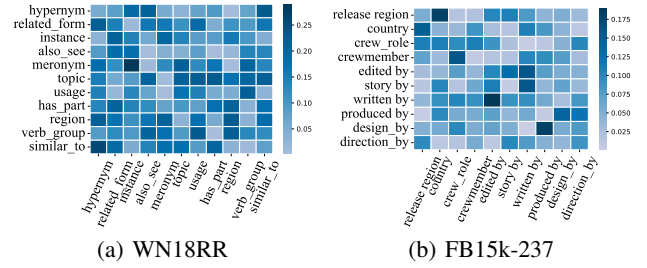 hypernym
related_form
instance
also_see
meronym
topic
usage
has_part
region
verb_group
similar_to
hypernym
related_form
instance
also_see
meronym
topic
usage
has_part
region
verb_group
similar_to
0.25
0.20
0.15
0.10
0.05
(a) WN18RR
release region
country
crew_role
crewmember
edited by
story by
written by
produced by
design_by
direction_by
release region
country
crew_role
crewmember
edited by
story by
written by
produced by
design_by
direction_by
0.175
0.150
0.125
0.100
0.075
0.050
0.025
(b) FB15k-237